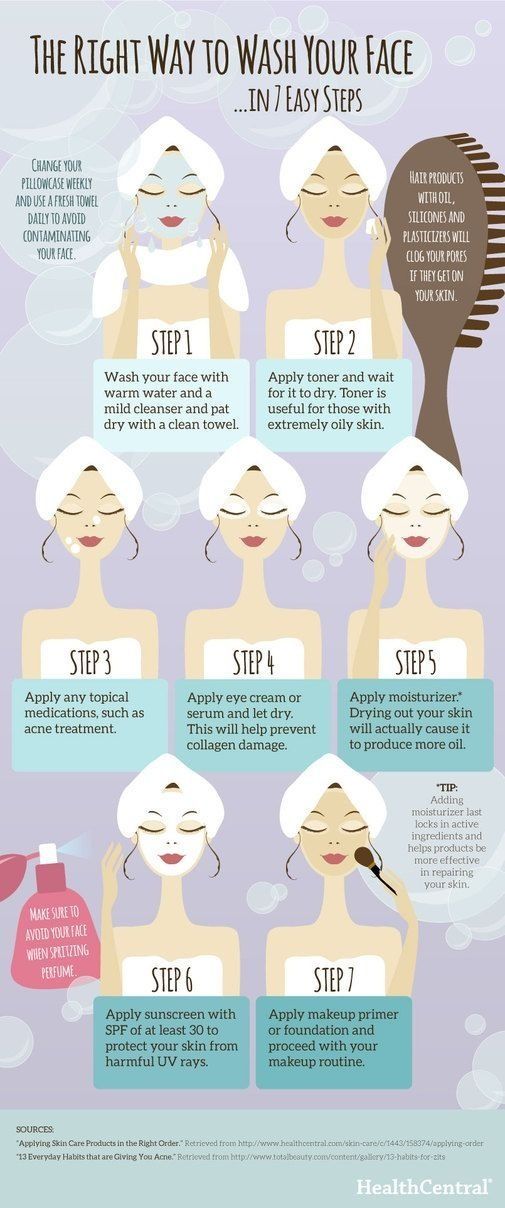 THE RIGHT WAY TO WASH YOUR FACE
...IN 7 EASY STEPS
CHANGE YOUR
PILLOWCASE WEEKLY
AND USE A FRESH TOWEL
DAILY TO AVOID
CONTAMINATING
YOUR FACE.
HAIR PRODUCTS
WITH OIL,
SILICONES AND
PLASTICIZERS WILL
CLOG YOUR PORES
IF THEY GET ON
YOUR SKIN.
STEP 1
Wash your face with
warm water and a
mild cleanser and pat
dry with a clean towel.
STEP 2
Apply toner and wait
for it to dry. Toner is
useful for those with
extremely oily skin.
STEP 3
Apply any topical
medications, such as
acne treatment.
STEP 4
Apply eye cream or
serum and let dry.
This will help prevent
collagen damage.
STEP 5
Apply moisturizer.*
Drying out your skin
will actually cause it
to produce more oil.
*TIP:
Adding
moisturizer last
locks in active
ingredients and
helps products be
more effective
in repairing
your skin.
MAKE SURE TO
AVOID YOUR FACE
WHEN SPRITZING
PERFUME.
STEP 6
Apply sunscreen with
SPF of at least 30 to
protect your skin from
harmful UV rays.
STEP 7
Apply makeup primer
or foundation and
proceed with your
makeup routine.
SOURCES:
"Applying Skin Care Products in the Right Order." Retrieved from http://www.healthcentral.com/skin-care/c/1443/158374/applying-order
"13 Everyday Habits that are Giving You Acne." Retrieved from http://www.totalbeauty.com/content/gallery/13-habits-for-zits
HealthCentral®